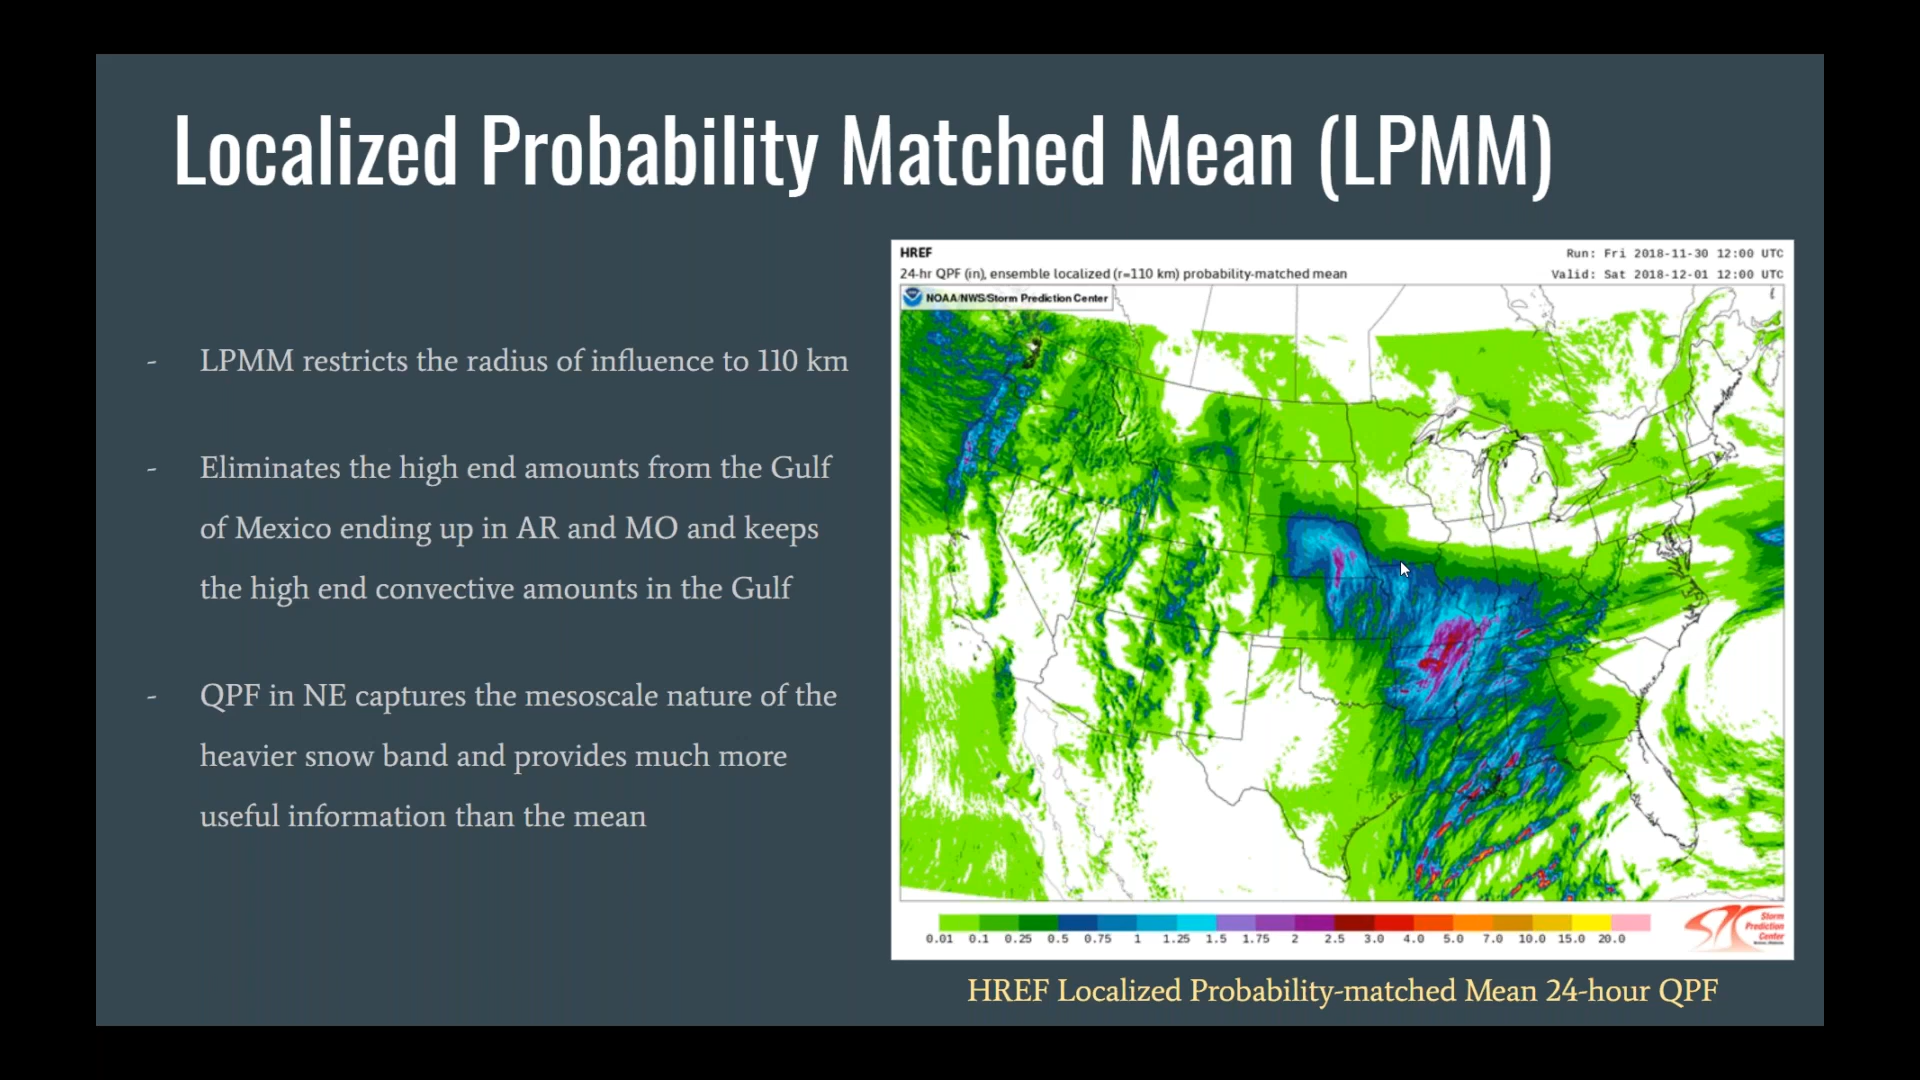 Localized Probability Matched Mean (LPMM)
- LPMM restricts the radius of influence to 110 km
- Eliminates the high end amounts from the Gulf
of Mexico ending up in AR and MO and keeps
the high end convective amounts in the Gulf
- QPF in NE captures the mesoscale nature of the
heavier snow band and provides much more
useful information than the mean
HREF
Run: Fri 2018-11-30 12:00 UTC
24-hr QPF (in), ensemble localized (r=110 km) probability-matched mean
Valid: Sat 2018-12-01 12:00 UTC
NOAA/NWS/Storm Prediction Center
0.01 0.1 0.25 0.5 0.75 1 1.25 1.5 1.75 2 2.5 3.0 4.0 5.0 7.0 10.0 15.0 20.0
Storm
Prediction
Center
HREF Localized Probability-matched Mean 24-hour QPF